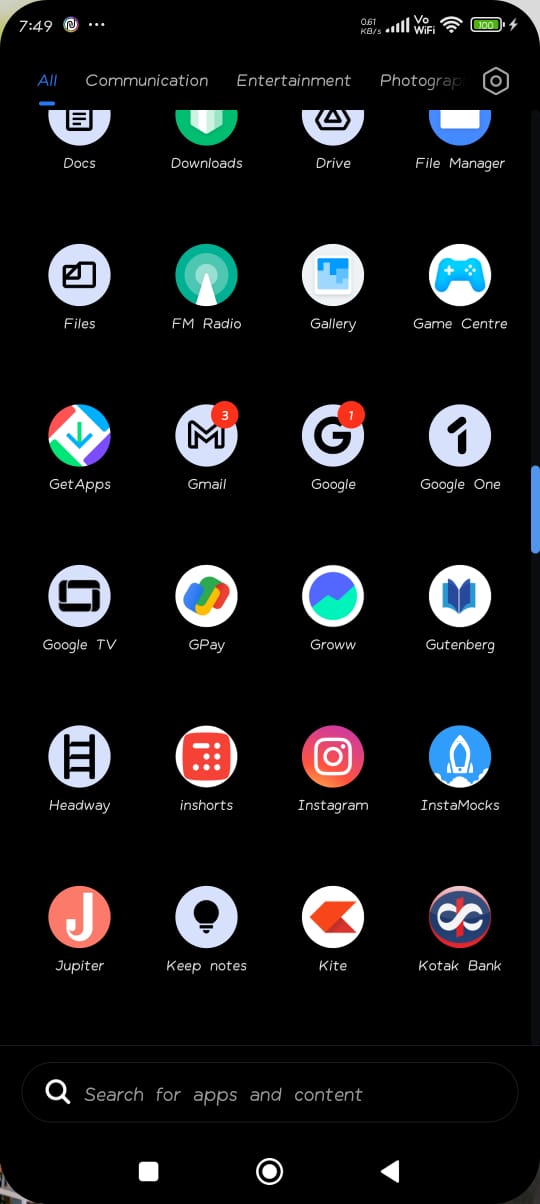 7:49 0.61 KB/s Vo WiFi 100
All Communication Entertainment Photograp
Docs Downloads Drive File Manager
Files FM Radio Gallery Game Centre
3 1
GetApps Gmail Google Google One
Google TV GPay Groww Gutenberg
Headway inshorts Instagram InstaMocks
Jupiter Keep notes Kite Kotak Bank
Search for apps and content